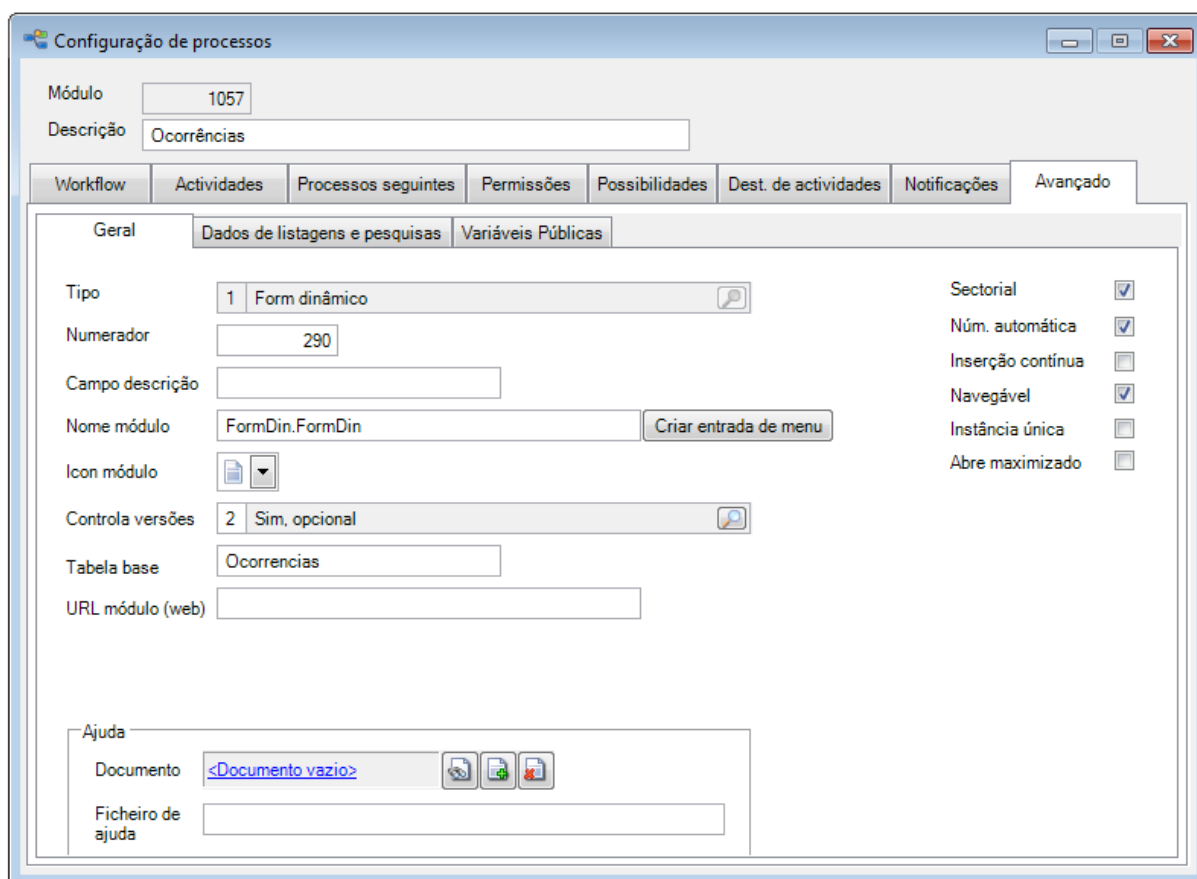 Configuração de processos
Módulo 1057
Descrição Ocorrências
Workflow Actividades Processos seguintes Permissões Possibilidades Dest. de actividades Notificações Avançado
Geral Dados de listagens e pesquisas Variáveis Públicas
Tipo 1 Form dinâmico Sectorial
Numerador 290 Núm. automática
Inserção contínua
Campo descrição Navegável
Nome módulo FormDin.FormDin Criar entrada de menu Instância única
Icon módulo Abre maximizado
Controla versões 2 Sim, opcional
Tabela base Ocorrencias
URL módulo (web)
Ajuda
Documento <Documento vazio>
Ficheiro de
ajuda